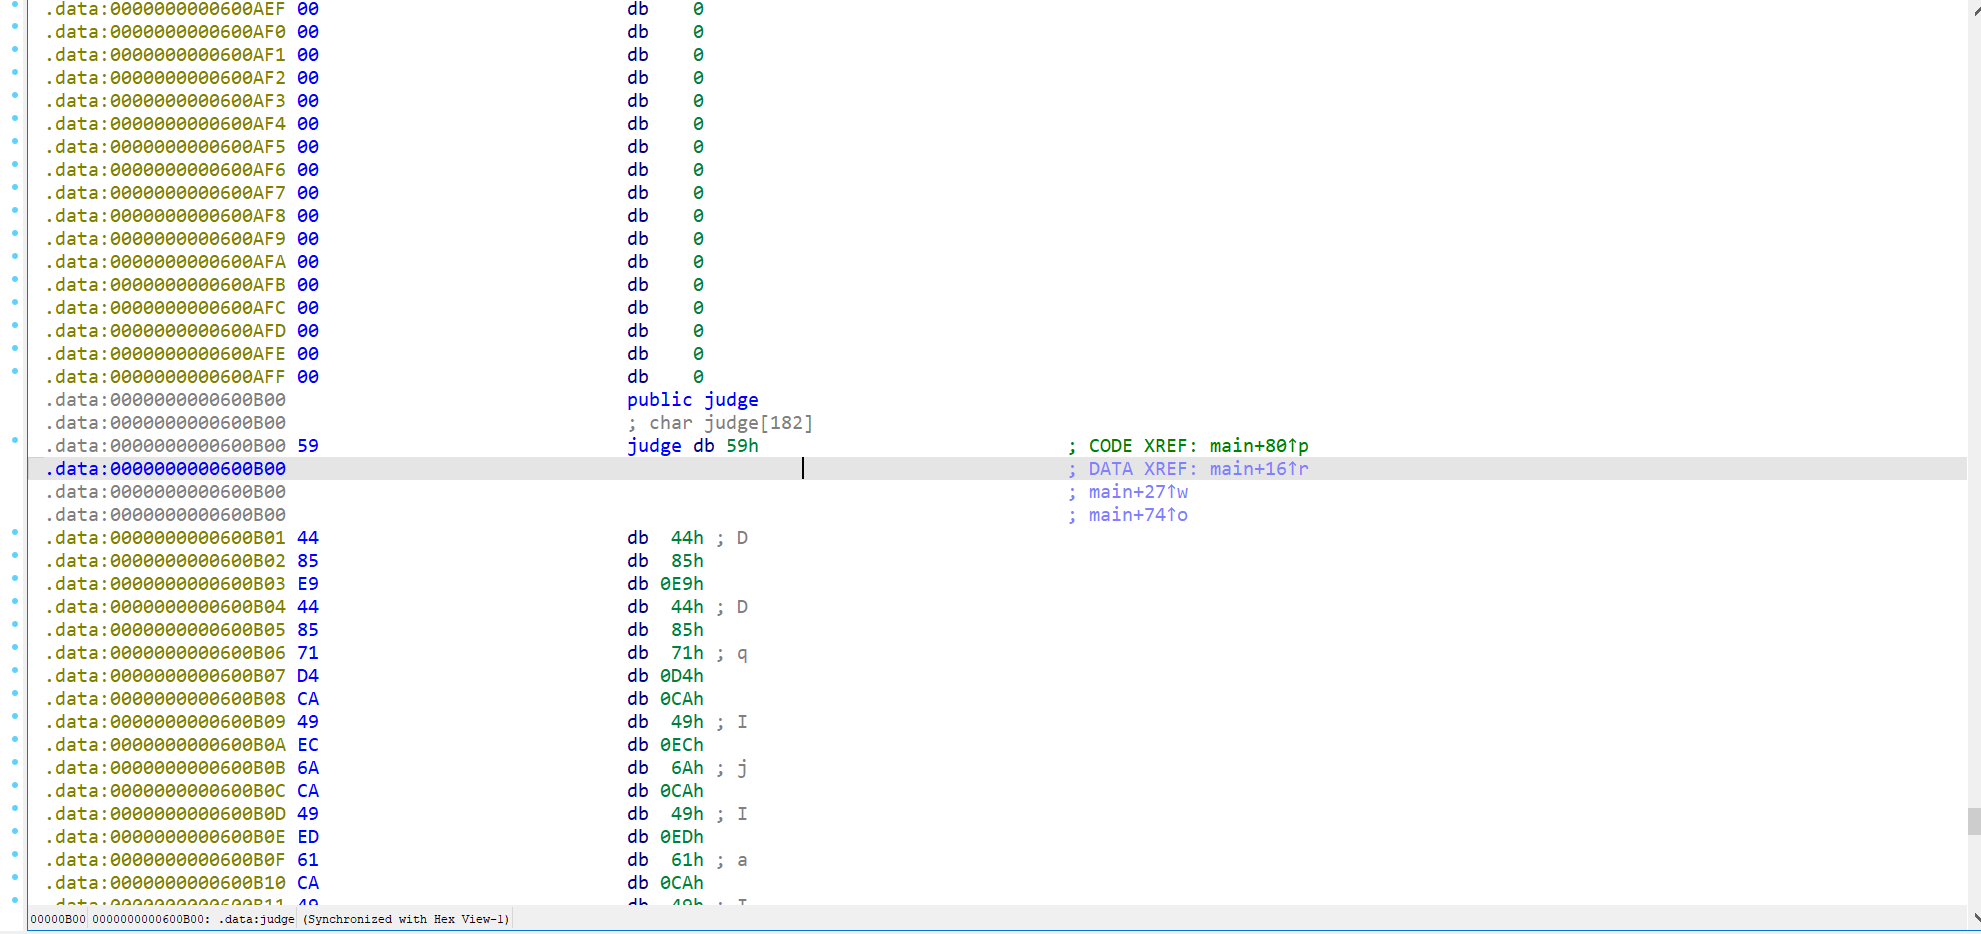 .data:0000000000600AEF 00 db 0
.data:0000000000600AF0 00 db 0
.data:0000000000600AF1 00 db 0
.data:0000000000600AF2 00 db 0
.data:0000000000600AF3 00 db 0
.data:0000000000600AF4 00 db 0
.data:0000000000600AF5 00 db 0
.data:0000000000600AF6 00 db 0
.data:0000000000600AF7 00 db 0
.data:0000000000600AF8 00 db 0
.data:0000000000600AF9 00 db 0
.data:0000000000600AFA 00 db 0
.data:0000000000600AFB 00 db 0
.data:0000000000600AFC 00 db 0
.data:0000000000600AFD 00 db 0
.data:0000000000600AFE 00 db 0
.data:0000000000600AFF 00 db 0
.data:0000000000600B00 public judge
.data:0000000000600B00 ; char judge[182]
.data:0000000000600B00 59 judge db 59h ; CODE XREF: main+80↑p
.data:0000000000600B00 ; DATA XREF: main+16↑r
.data:0000000000600B00 ; main+27↑w
.data:0000000000600B00 ; main+74↑o
.data:0000000000600B01 44 db 44h ; D
.data:0000000000600B02 85 db 85h
.data:0000000000600B03 E9 db 0E9h
.data:0000000000600B04 44 db 44h ; D
.data:0000000000600B05 85 db 85h
.data:0000000000600B06 71 db 71h ; q
.data:0000000000600B07 D4 db 0D4h
.data:0000000000600B08 CA db 0CAh
.data:0000000000600B09 49 db 49h ; I
.data:0000000000600B0A EC db 0ECh
.data:0000000000600B0B 6A db 6Ah ; j
.data:0000000000600B0C CA db 0CAh
.data:0000000000600B0D 49 db 49h ; I
.data:0000000000600B0E ED db 0EDh
.data:0000000000600B0F 61 db 61h ; a
.data:0000000000600B10 CA db 0CAh
.data:0000000000600B11 49 db 49h ; I
00000B00 0000000000600B00: .data:judge (Synchronized with Hex View-1)